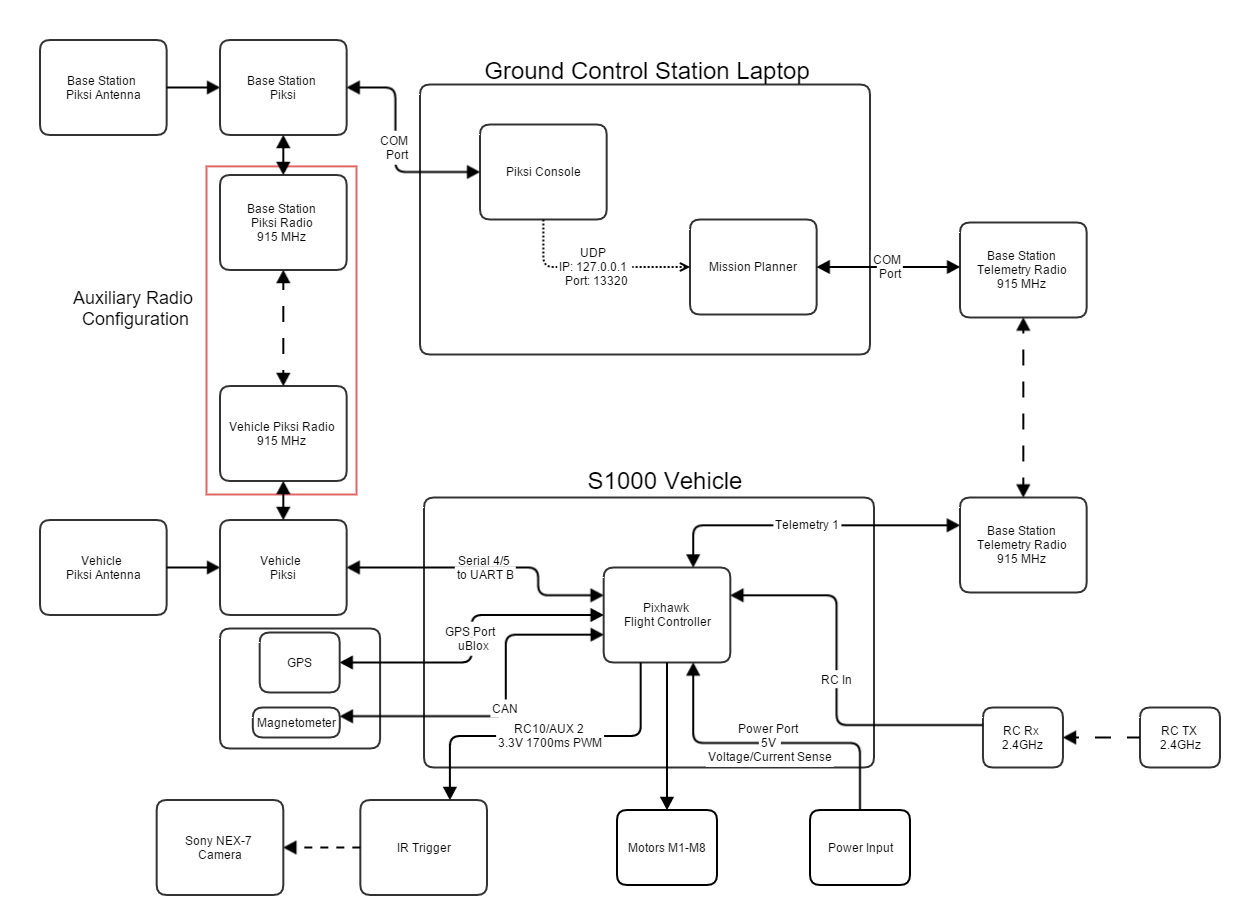 Ground Control Station Laptop
Base Station
Piksi Antenna
Base Station
Piksi
COM
Port
Piksi Console
Base Station
Piksi Radio
915 MHz
UDP
IP: 127.0.0.1
Port: 13320
Mission Planner
COM
Port
Base Station
Telemetry Radio
915 MHz
Auxiliary Radio
Configuration
Vehicle Piksi Radio
915 MHz
S1000 Vehicle
Vehicle
Piksi Antenna
Vehicle
Piksi
Serial 4/5
to UART B
Telemetry 1
Base Station
Telemetry Radio
915 MHz
Pixhawk
Flight Controller
GPS Port
uBlox
GPS
CAN
Magnetometer
RC In
RC10/AUX 2
3.3V 1700ms PWM
Power Port
5V
Voltage/Current Sense
RC Rx
2.4GHz
RC TX
2.4GHz
Sony NEX-7
Camera
IR Trigger
Motors M1-M8
Power Input